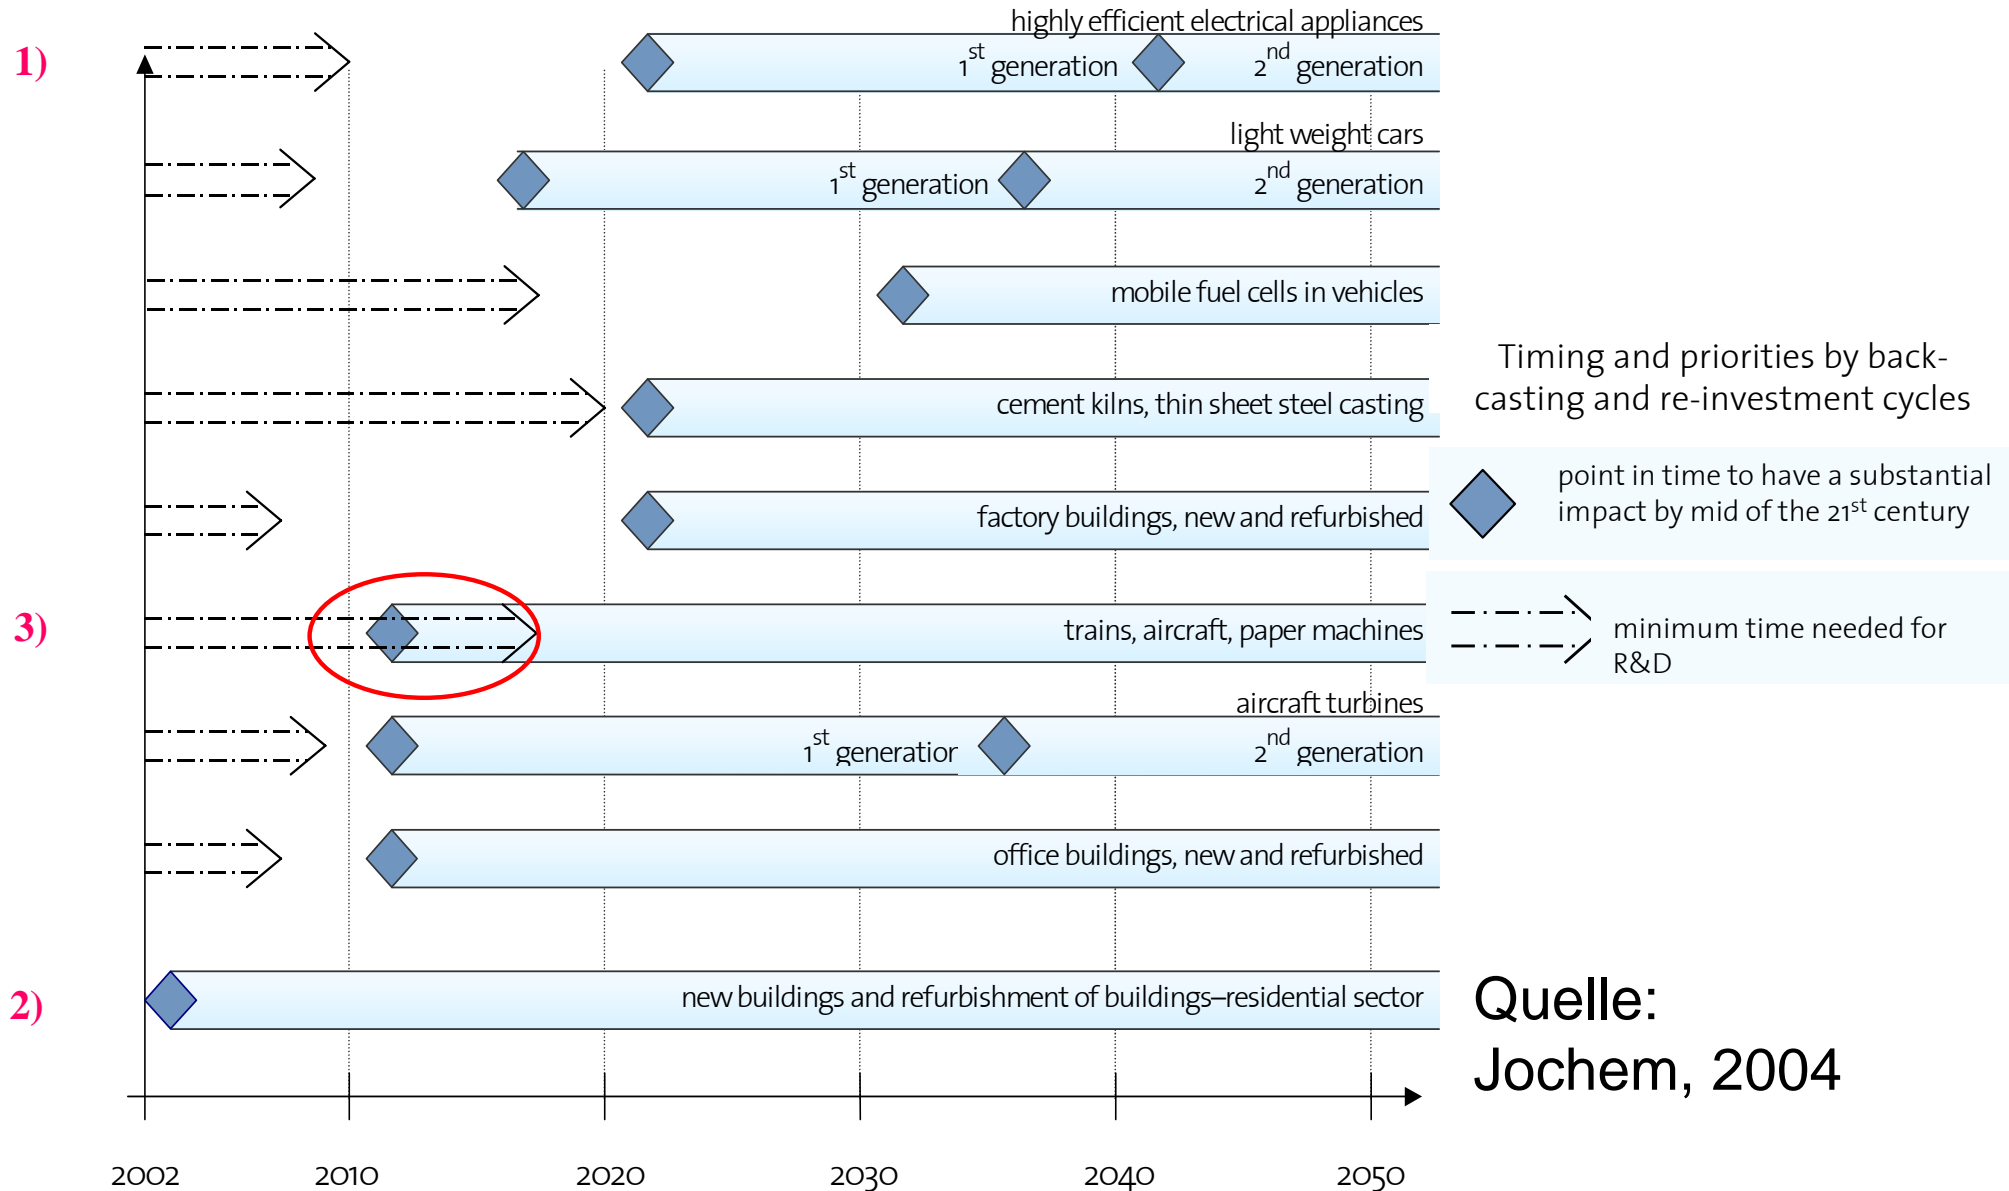 highly efficient electrical appliances
1)
1st generation
2nd generation
light weight cars
1st generation
2nd generation
mobile fuel cells in vehicles
Timing and priorities by back-
casting and re-investment cycles
cement kilns, thin sheet steel casting
point in time to have a substantial
impact by mid of the 21st century
factory buildings, new and refurbished
3)
trains, aircraft, paper machines
minimum time needed for
R&D
aircraft turbines
1st generation
2nd generation
office buildings, new and refurbished
2)
new buildings and refurbishment of buildings–residential sector
Quelle:
Jochem, 2004
2002 2010 2020 2030 2040 2050